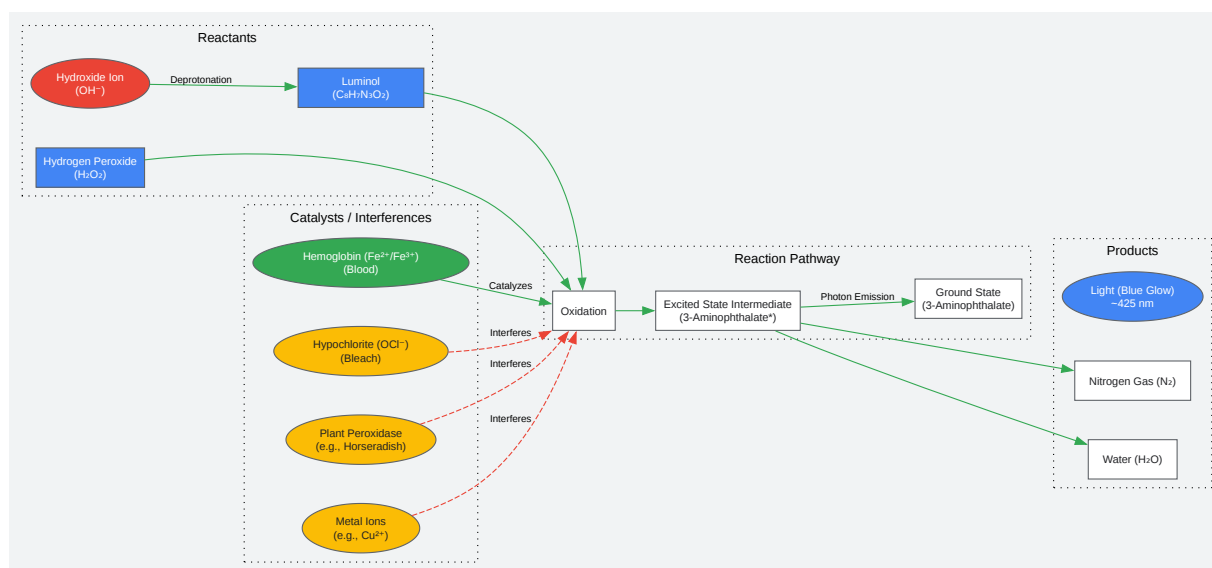 Reactants
Hydroxide Ion
(OH⁻)
Deprotonation
Luminol
(C₈H₇N₃O₂)
Hydrogen Peroxide
(H₂O₂)
Catalysts / Interferences
Hemoglobin (Fe²⁺/Fe³⁺)
(Blood)
Catalyzes
Hypochlorite (OCl⁻)
(Bleach)
Interferes
Plant Peroxidase
(e.g., Horseradish)
Interferes
Metal Ions
(e.g., Cu²⁺)
Interferes
Reaction Pathway
Oxidation
Excited State Intermediate
(3-Aminophthalate*)
Photon Emission
Ground State
(3-Aminophthalate)
Products
Light (Blue Glow)
~425 nm
Nitrogen Gas (N₂)
Water (H₂O)